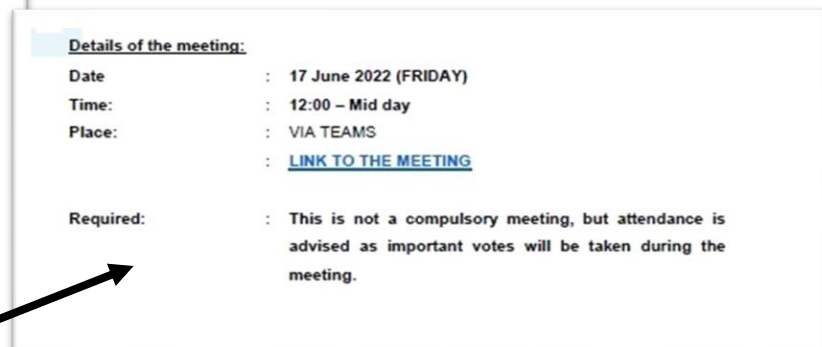 Details of the meeting:
Date : 17 June 2022 (FRIDAY)
Time: : 12:00 – Mid day
Place: : VIA TEAMS
: LINK TO THE MEETING
Required: : This is not a compulsory meeting, but attendance is
advised as important votes will be taken during the
meeting.